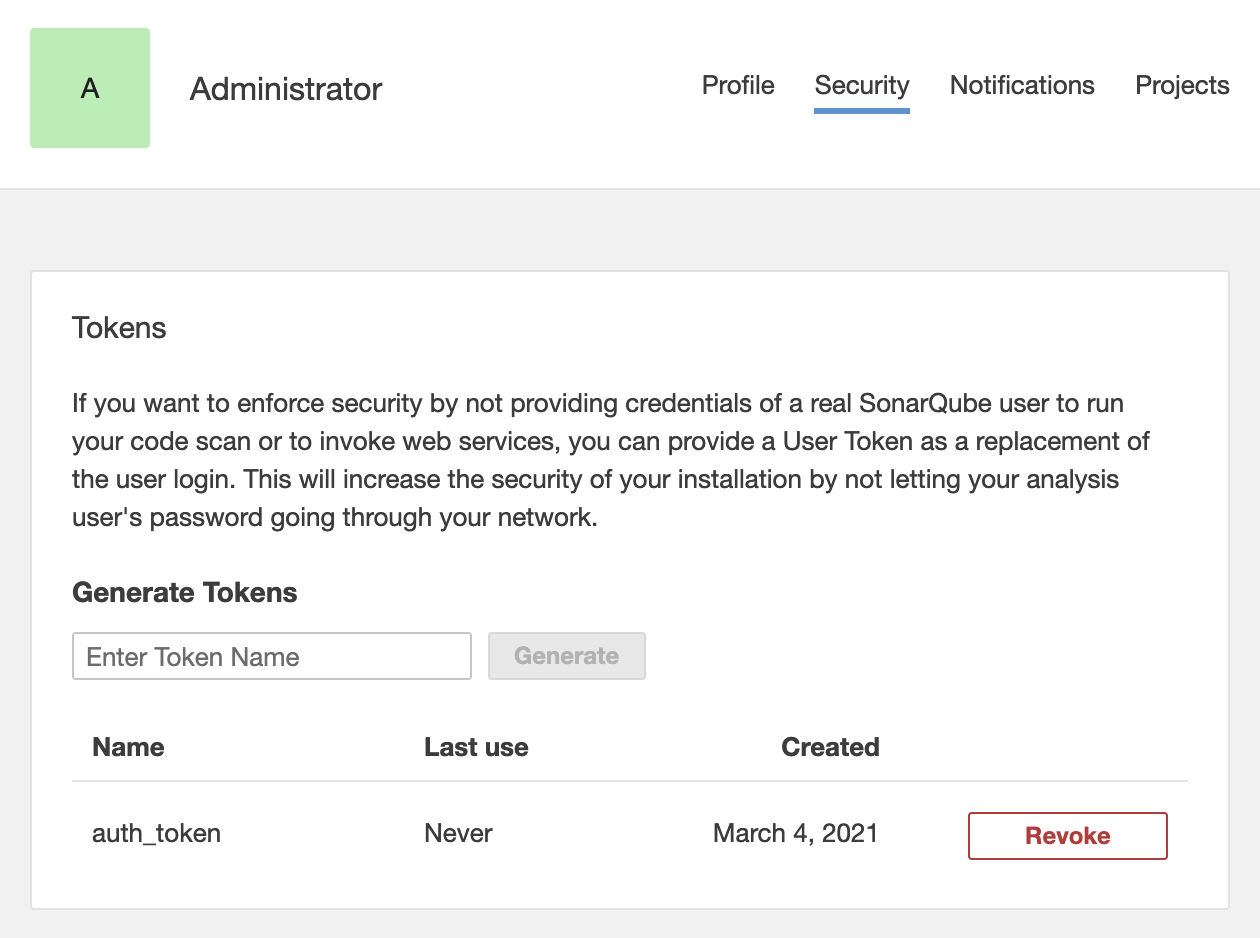 A
Administrator
Profile Security Notifications Projects
Tokens
If you want to enforce security by not providing credentials of a real SonarQube user to run
your code scan or to invoke web services, you can provide a User Token as a replacement of
the user login. This will increase the security of your installation by not letting your analysis
user's password going through your network.
Generate Tokens
Enter Token Name Generate
Name Last use Created
auth_token Never March 4, 2021 Revoke